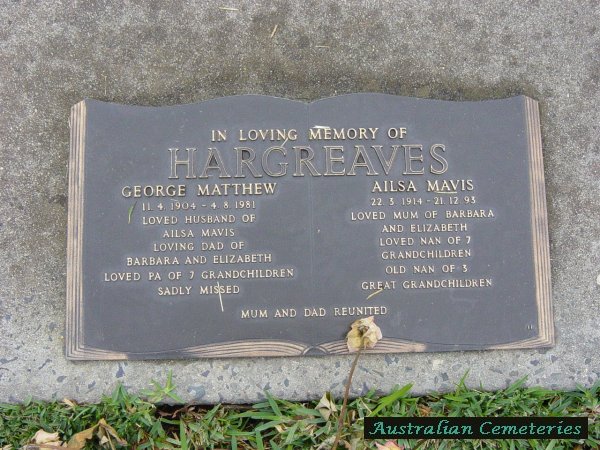 IN LOVING MEMORY OF
HARGREAVES
GEORGE MATTHEW
11. 4. 1904 - 4. 8. 1981
LOVED HUSBAND OF
AILSA MAVIS
LOVING DAD OF
BARBARA AND ELIZABETH
LOVED PA OF 7 GRANDCHILDREN
SADLY MISSED
AILSA MAVIS
22. 3. 1914 - 21. 12. 93
LOVED MUM OF BARBARA
AND ELIZABETH
LOVED NAN OF 7
GRANDCHILDREN
OLD NAN OF 3
GREAT GRANDCHILDREN
MUM AND DAD REUNITED
Australian Cemeteries